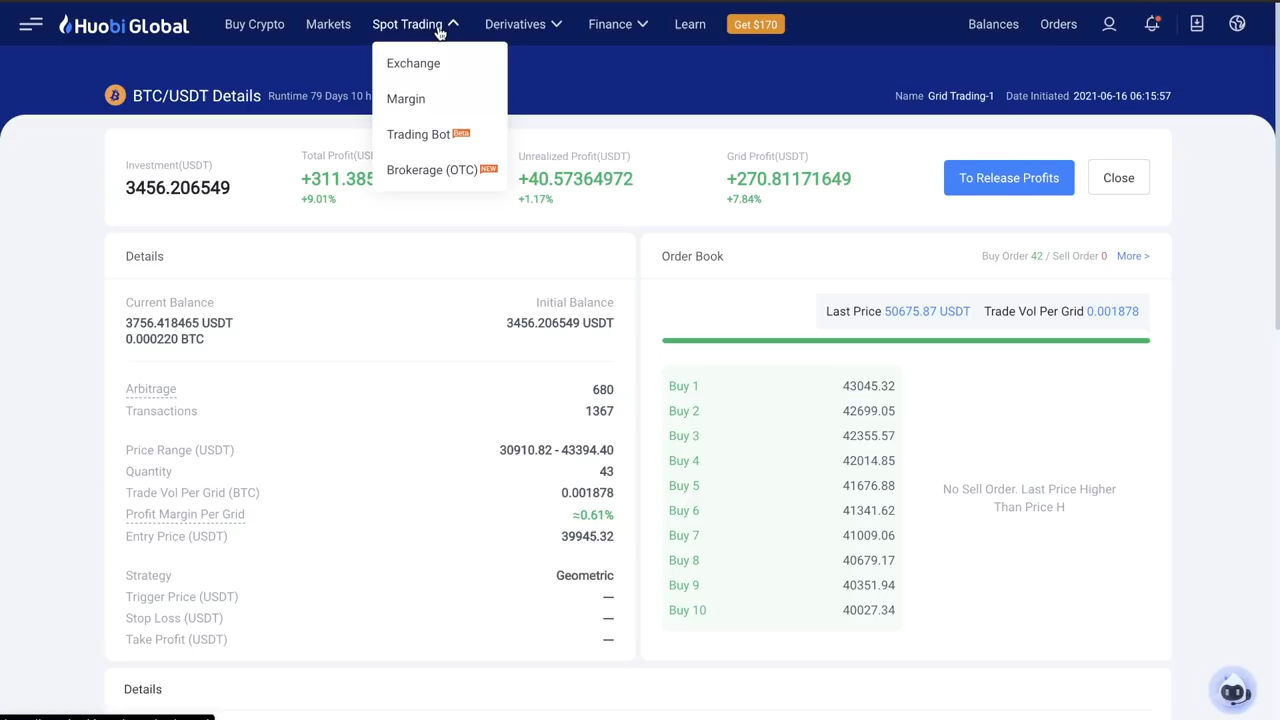 Huobi Global
Buy Crypto
Markets
Spot Trading
Derivatives
Finance
Learn
Get $170
Balances
Orders
Exchange
Margin
Trading Bot Beta
Brokerage (OTC) NEW
BTC/USDT Details
Runtime 79 Days 10 h
Name Grid Trading-1
Date Initiated 2021-06-16 06:15:57
Investment(USDT)
3456.206549
Total Profit(US
+311.385
+9.01%
Unrealized Profit(USDT)
+40.57364972
+1.17%
Grid Profit(USDT)
+270.81171649
+7.84%
To Release Profits
Close
Details
Current Balance
Initial Balance
3756.418465 USDT
3456.206549 USDT
0.000220 BTC
Arbitrage 680
Transactions 1367
Price Range (USDT) 30910.82 - 43394.40
Quantity 43
Trade Vol Per Grid (BTC) 0.001878
Profit Margin Per Grid ≈0.61%
Entry Price (USDT) 39945.32
Strategy Geometric
Trigger Price (USDT) —
Stop Loss (USDT) —
Take Profit (USDT) —
Order Book
Buy Order 42 / Sell Order 0 More >
Last Price 50675.87 USDT Trade Vol Per Grid 0.001878
Buy 1 43045.32
Buy 2 42699.05
Buy 3 42355.57
Buy 4 42014.85
Buy 5 41676.88
Buy 6 41341.62
Buy 7 41009.06
Buy 8 40679.17
Buy 9 40351.94
Buy 10 40027.34
No Sell Order. Last Price Higher
Than Price H
Details